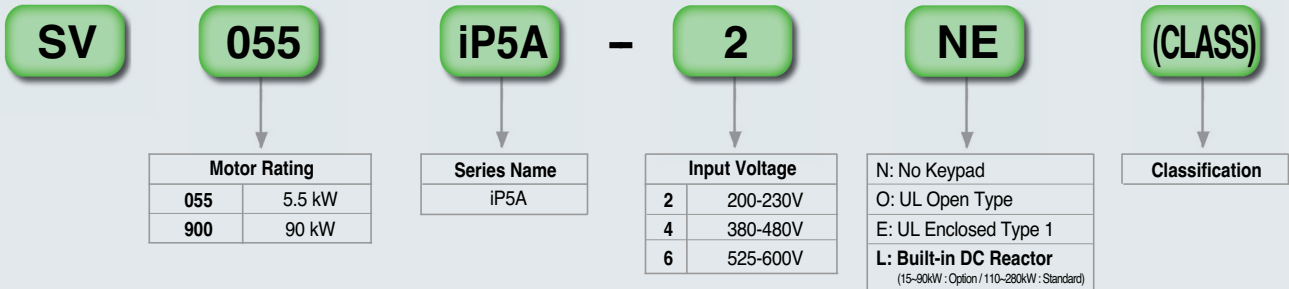 SV 055 iP5A – 2 NE (CLASS)
Motor Rating
055 5.5 kW
900 90 kW
Series Name
iP5A
Input Voltage
2 200-230V
4 380-480V
6 525-600V
N: No Keypad
O: UL Open Type
E: UL Enclosed Type 1
L: Built-in DC Reactor
(15~90kW : Option / 110~280kW : Standard)
Classification